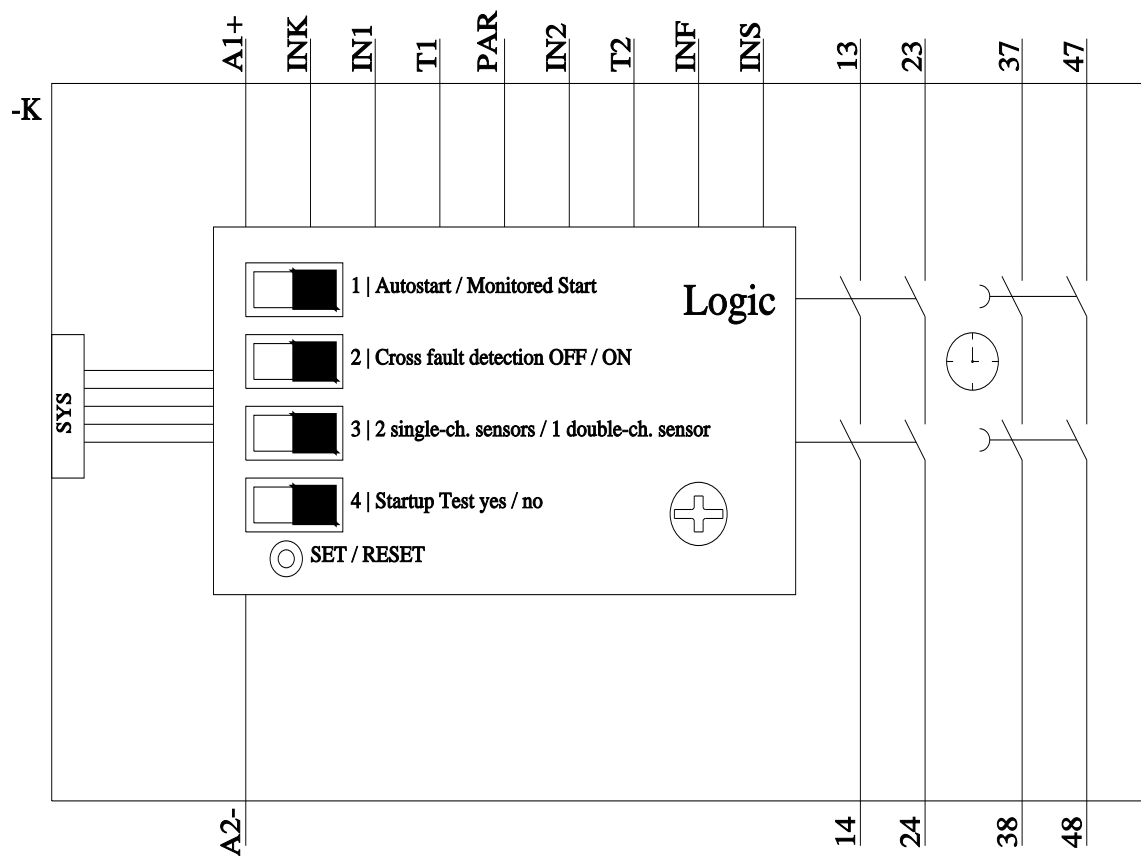 A1+
INK
IN1
T1
PAR
IN2
T2
INF
INS
13
23
37
47
-K
1 | Autostart / Monitored Start
Logic
2 | Cross fault detection OFF / ON
SYS
3 | 2 single-ch. sensors / 1 double-ch. sensor
4 | Startup Test yes / no
SET / RESET
A2-
14
24
38
48